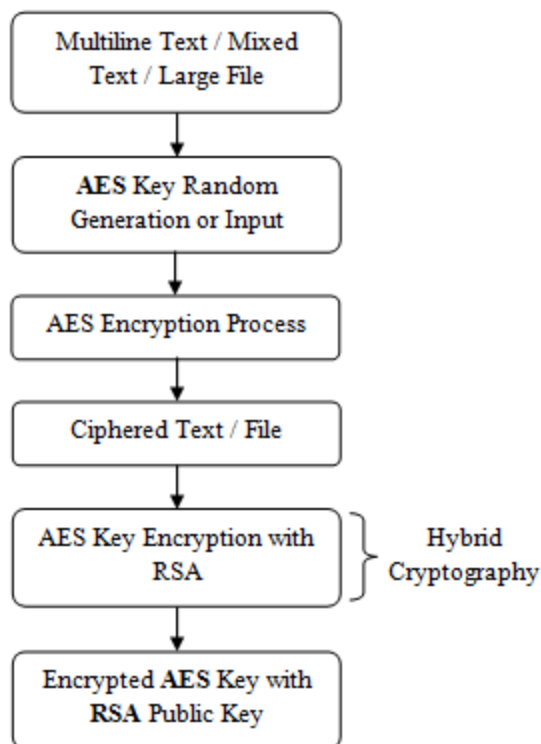 Multiline Text / Mixed
Text / Large File
AES Key Random
Generation or Input
AES Encryption Process
Ciphered Text / File
AES Key Encryption with
RSA
Hybrid
Cryptography
Encrypted AES Key with
RSA Public Key